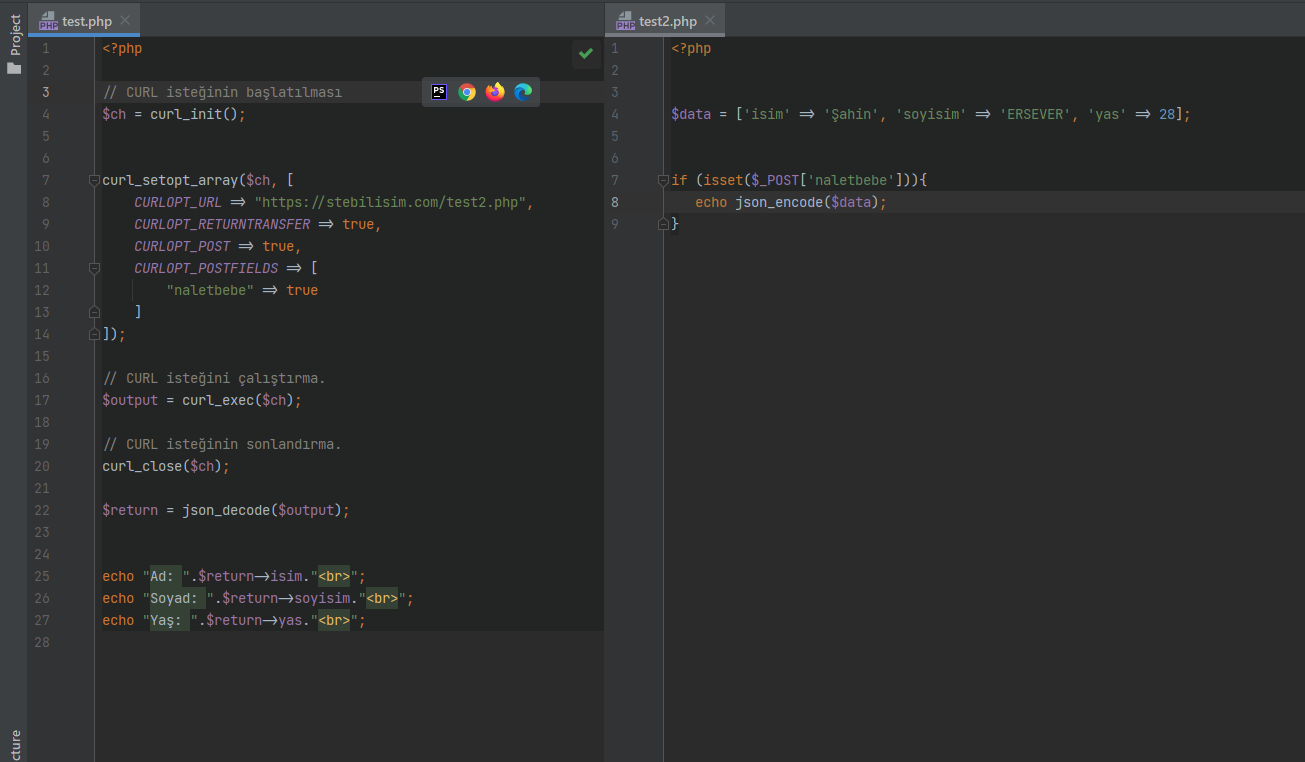 Project
test.php
1 <?php
2
3 // CURL isteğinin başlatılması
4 $ch = curl_init();
5
6
7 curl_setopt_array($ch, [
8 CURLOPT_URL => "https://stebilisim.com/test2.php",
9 CURLOPT_RETURNTRANSFER => true,
10 CURLOPT_POST => true,
11 CURLOPT_POSTFIELDS => [
12 "naletbebe" => true
13 ]
14 ]);
15
16 // CURL isteğini çalıştırma.
17 $output = curl_exec($ch);
18
19 // CURL isteğinin sonlandırma.
20 curl_close($ch);
21
22 $return = json_decode($output);
23
24
25 echo "Ad: ".$return->isim."<br>";
26 echo "Soyad: ".$return->soyisim."<br>";
27 echo "Yaş: ".$return->yas."<br>";
28
PS
cture
test2.php
1 <?php
2
3
4 $data = ['isim' => 'Şahin', 'soyisim' => 'ERSEVER', 'yas' => 28];
5
6
7 if (isset($_POST['naletbebe'])){
8 echo json_encode($data);
9 }